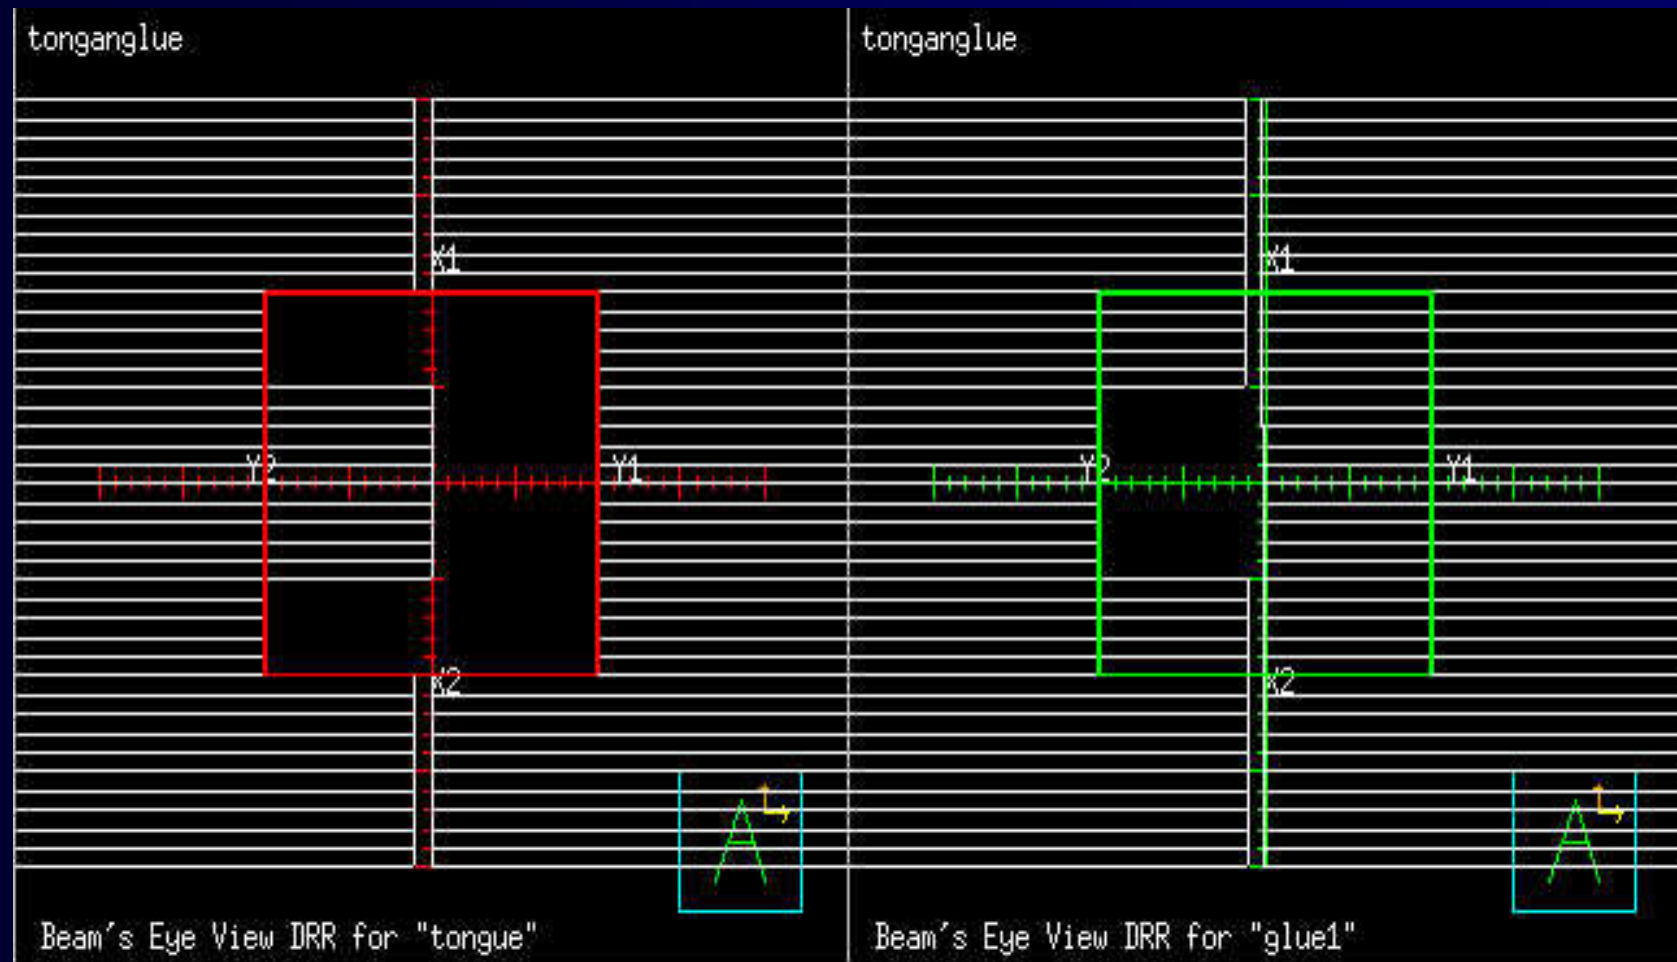 tonganglue
tonganglue
X1
X1
Y2
Y1
Y2
Y1
X2
X2
A
A
Beam's Eye View DRR for "tongue"
Beam's Eye View DRR for "glue1"